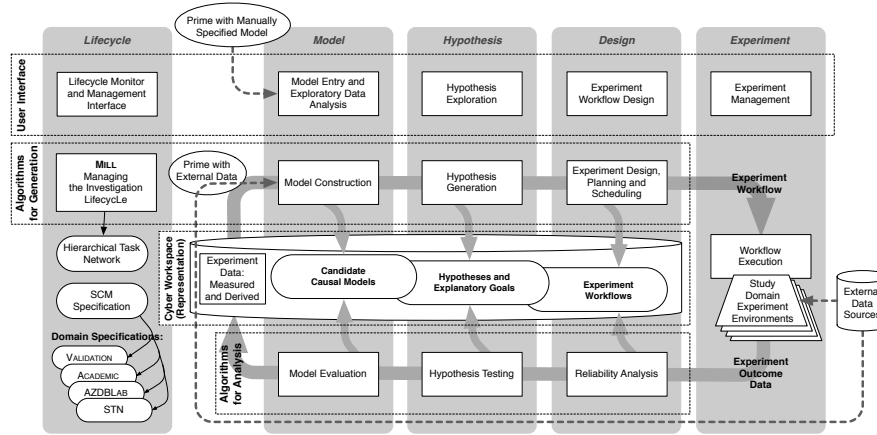 Prime with Manually
Specified Model
Lifecycle
Model
Hypothesis
Design
Experiment
User Interface
Lifecycle Monitor
and Management
Interface
Model Entry and
Exploratory Data
Analysis
Hypothesis
Exploration
Experiment
Workflow Design
Experiment
Management
Algorithms
for Generation
MILL
Managing
the Investigation
LifecycLe
Prime with
External Data
Model Construction
Hypothesis
Generation
Experiment Design,
Planning and
Scheduling
Experiment
Workflow
Hierarchical Task
Network
Cyber Workspace
(Representation)
Experiment
Data:
Measured
and Derived
Candidate
Causal Models
Hypotheses and
Explanatory Goals
Experiment
Workflows
Workflow
Execution
Study
Domain
Experiment
Environments
External
Data
Sources
SCM
Specification
Domain Specifications:
VALIDATION
ACADEMIC
AZDBLAB
STN
Algorithms
for Analysis
Model Evaluation
Hypothesis Testing
Reliability Analysis
Experiment
Outcome
Data